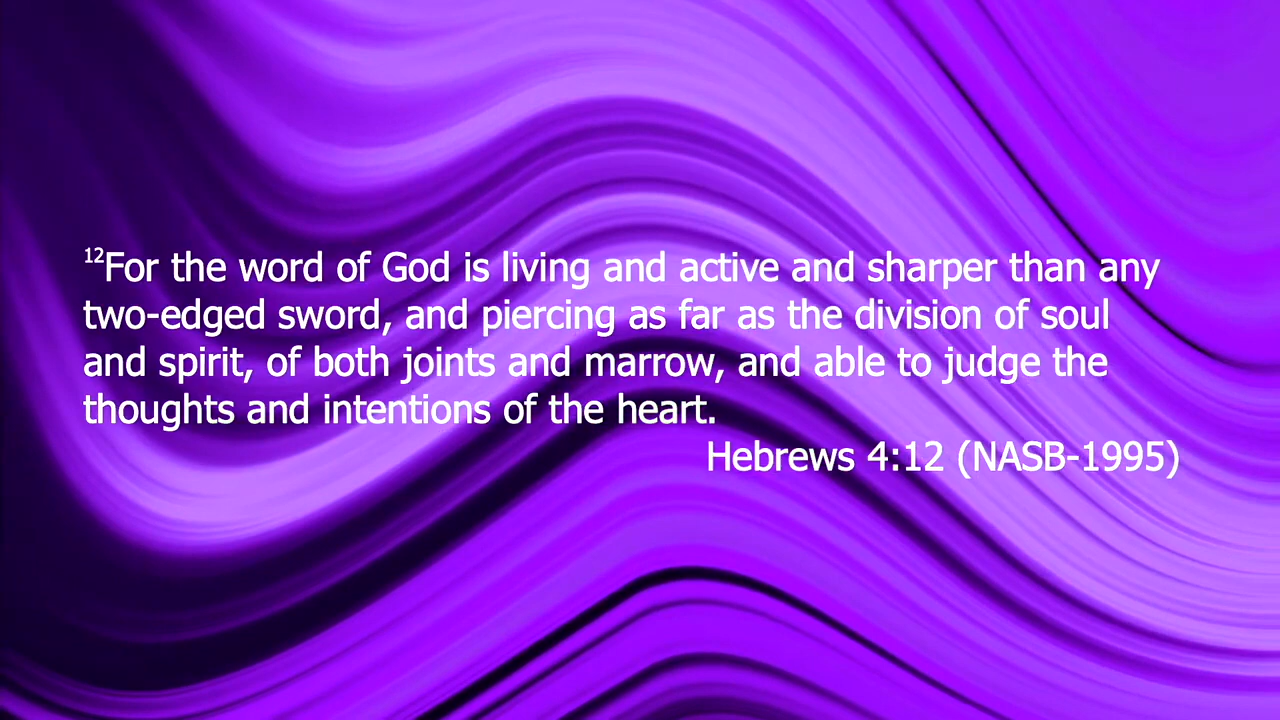 12For the word of God is living and active and sharper than any
two-edged sword, and piercing as far as the division of soul
and spirit, of both joints and marrow, and able to judge the
thoughts and intentions of the heart.
Hebrews 4:12 (NASB-1995)